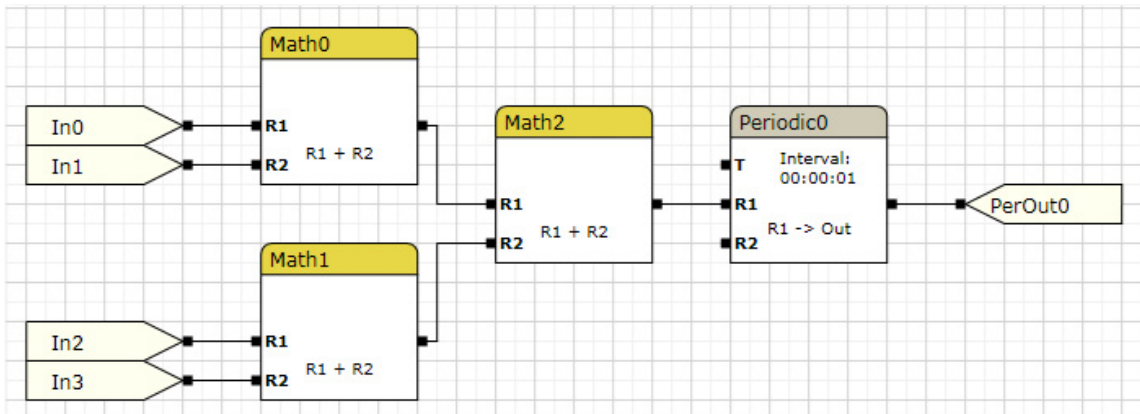 Math0
In0
R1
In1
R2
R1 + R2
Math2
R1
R2
R1 + R2
Periodic0
T
Interval:
00:00:01
R1
R2
R1 -> Out
PerOut0
Math1
In2
R1
In3
R2
R1 + R2